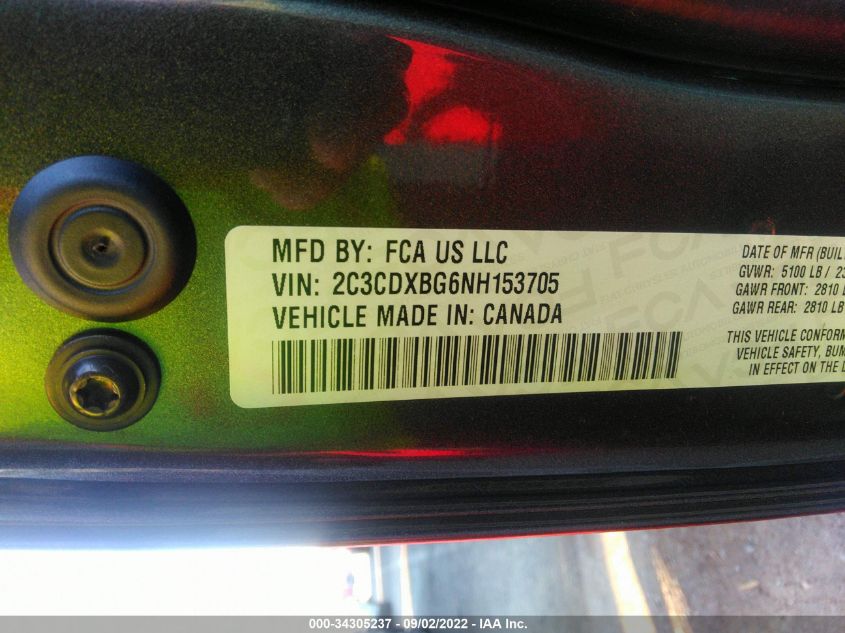 MFD BY: FCA US LLC
VIN: 2C3CDXBG6NH153705
VEHICLE MADE IN: CANADA
DATE OF MFR (BUILT
GVWR: 5100 LB / 23
GAWR FRONT: 2810 L
GAWR REAR: 2810 LB
THIS VEHICLE CONFORM
VEHICLE SAFETY, BUM
IN EFFECT ON THE D
000-34305237 - 09/02/2022 - IAA Inc.